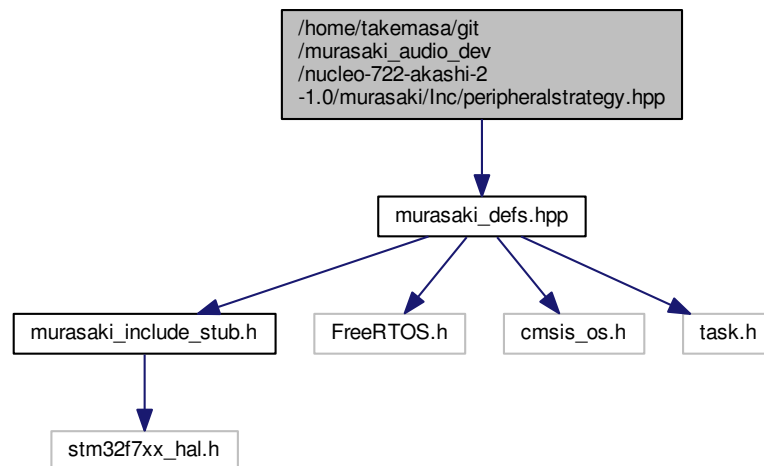 /home/takemasa/git
/murasaki_audio_dev
/nucleo-722-akashi-2
-1.0/murasaki/Inc/peripheralstrategy.hpp
murasaki_defs.hpp
murasaki_include_stub.h
FreeRTOS.h
cmsis_os.h
task.h
stm32f7xx_hal.h